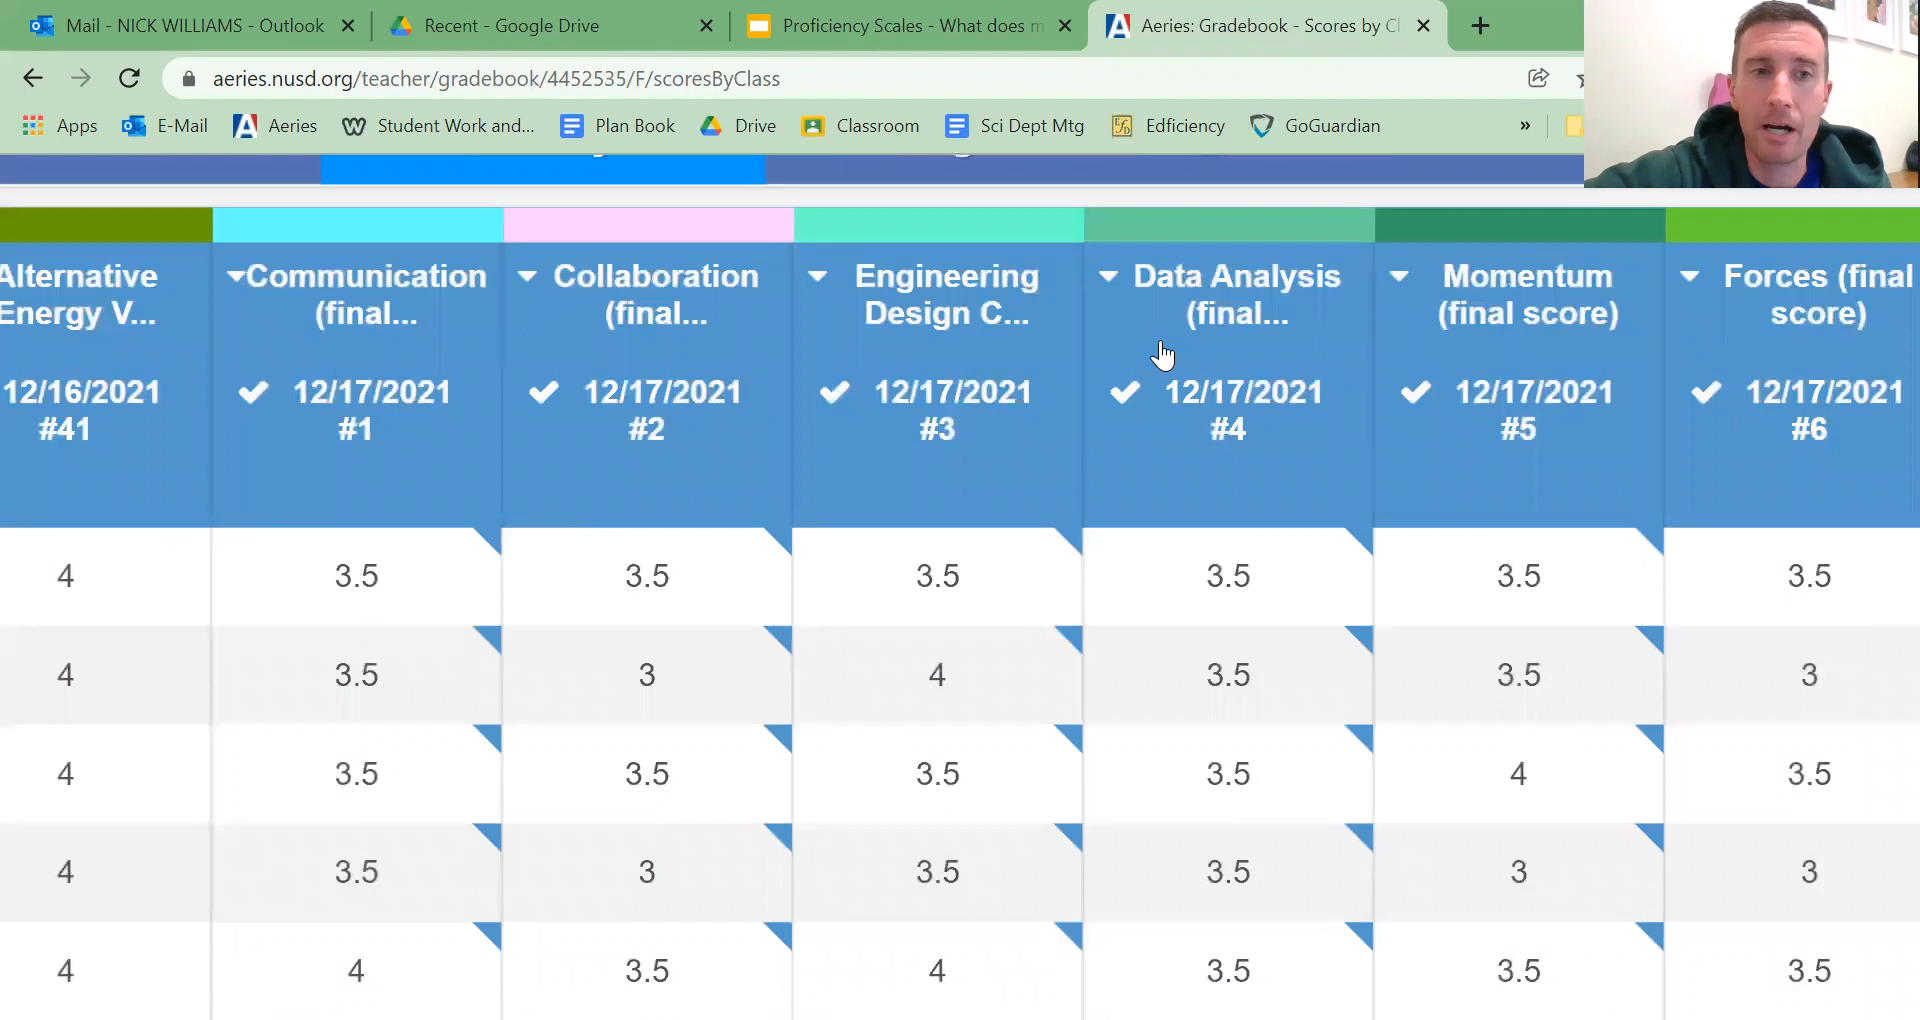 Mail - NICK WILLIAMS - Outlook
Recent - Google Drive
Proficiency Scales - What does m
Aeries: Gradebook - Scores by Cl
aeries.nusd.org/teacher/gradebook/4452535/F/scoresByClass
Apps E-Mail Aeries Student Work and... Plan Book Drive Classroom Sci Dept Mtg Edficiency GoGuardian »
Alternative
Energy V...
12/16/2021
#41
Communication
(final...
12/17/2021
#1
Collaboration
(final...
12/17/2021
#2
Engineering
Design C...
12/17/2021
#3
Data Analysis
(final...
12/17/2021
#4
Momentum
(final score)
12/17/2021
#5
Forces (final
score)
12/17/2021
#6
4 3.5 3.5 3.5 3.5 3.5 3.5
4 3.5 3 4 3.5 3.5 3
4 3.5 3.5 3.5 3.5 4 3.5
4 3.5 3 3.5 3.5 3 3
4 4 3.5 4 3.5 3.5 3.5